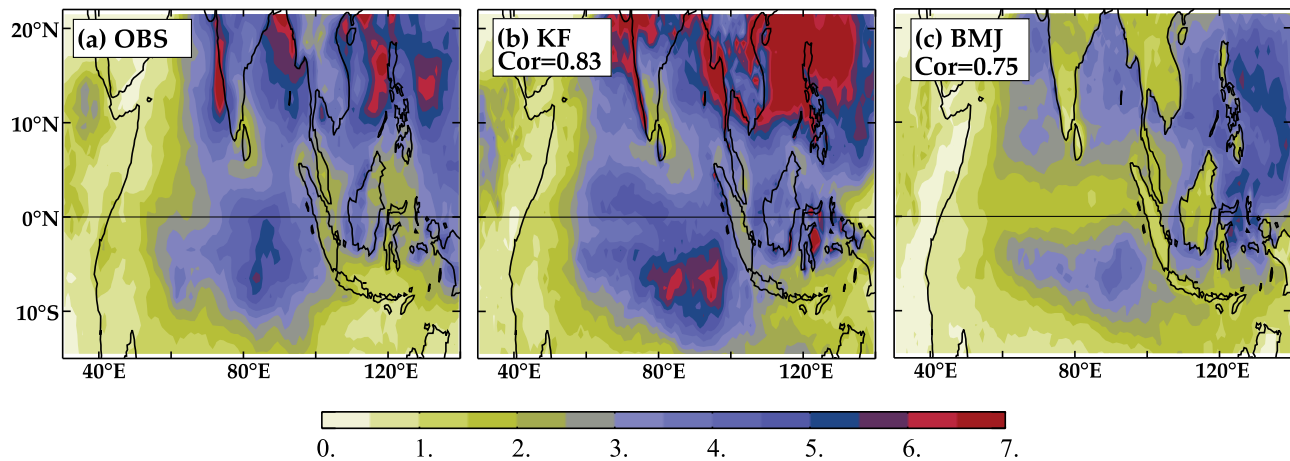 20°N
10°N
0°N
10°S
(a) OBS
(b) KF
Cor=0.83
(c) BMJ
Cor=0.75
40°E 80°E 120°E
40°E 80°E 120°E
40°E 80°E 120°E
0. 1. 2. 3. 4. 5. 6. 7.